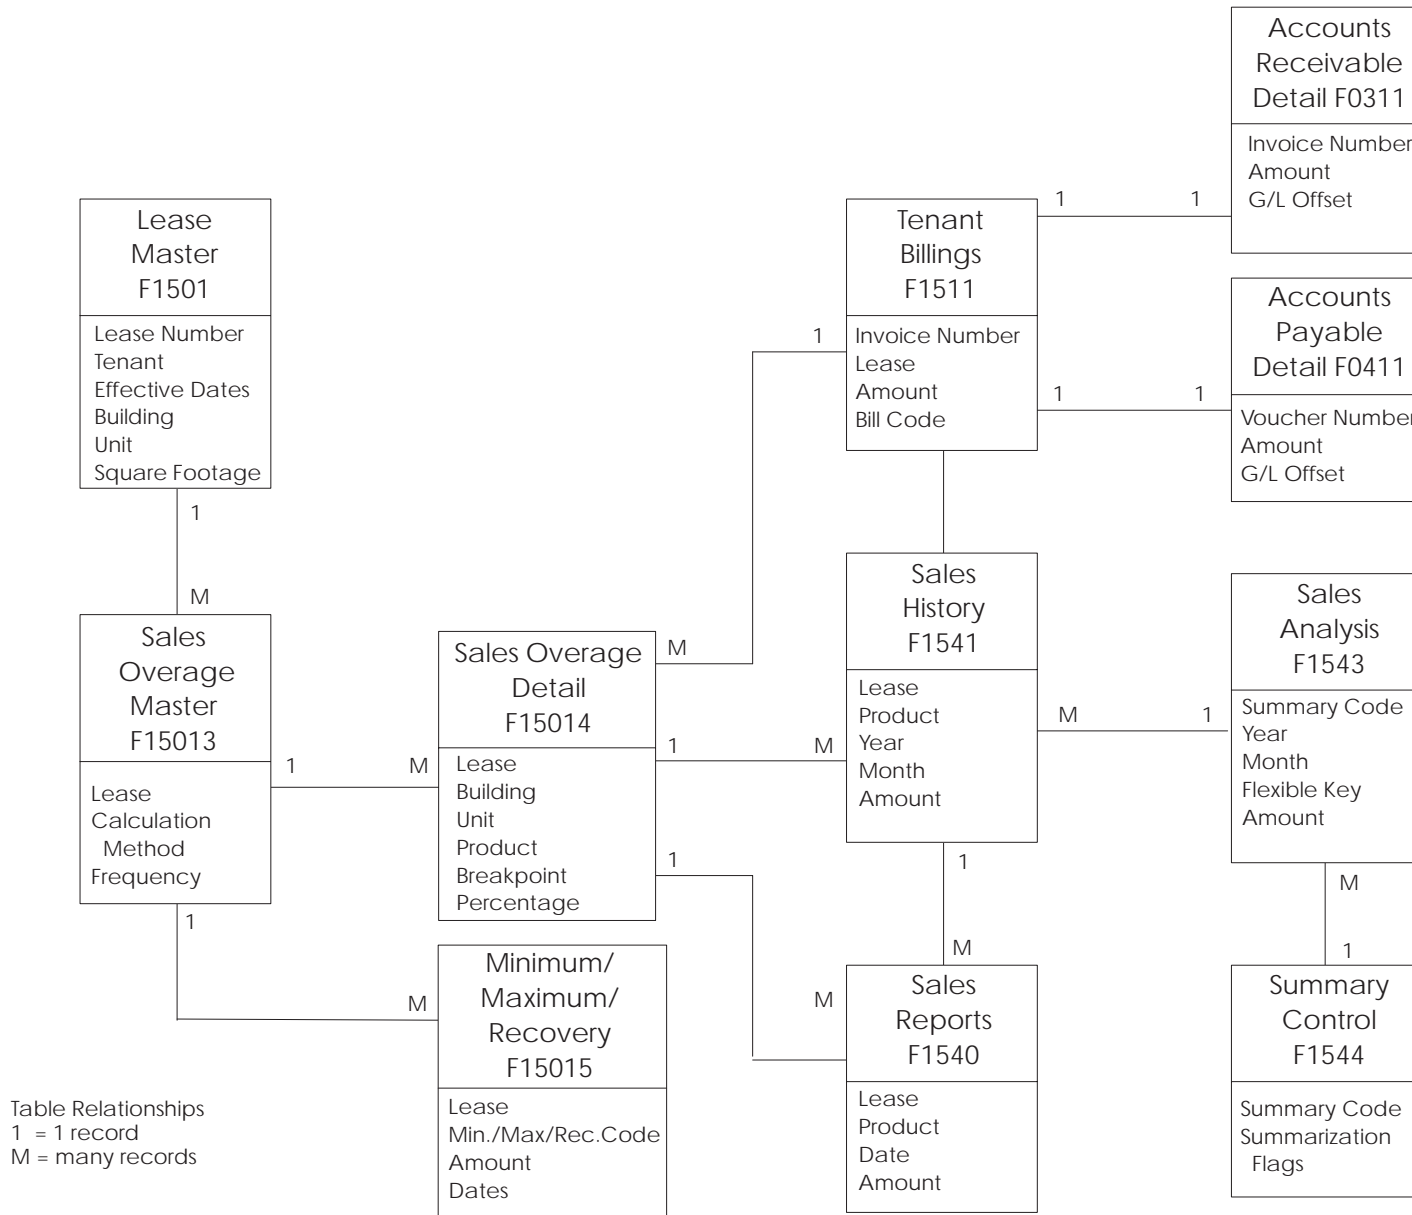 Accounts
Receivable
Detail F0311
Invoice Number
Amount
G/L Offset
1 1
Lease
Master
F1501
Lease Number
Tenant
Effective Dates
Building
Unit
Square Footage
Tenant
Billings
F1511
1
Invoice Number
Lease
Amount
Bill Code
1 1
Accounts
Payable
Detail F0411
Voucher Number
Amount
G/L Offset
1
M
Sales
Overage
Master
F15013
Lease
Calculation
Method
Frequency
1 M
1
M
Sales Overage
Detail
F15014
Lease
Building
Unit
Product
Breakpoint
Percentage
M
1 M
1
M
Sales
History
F1541
Lease
Product
Year
Month
Amount
M 1
1
M
Sales
Analysis
F1543
Summary Code
Year
Month
Flexible Key
Amount
M
1
Minimum/
Maximum/
Recovery
F15015
Lease
Min./Max/Rec.Code
Amount
Dates
Sales
Reports
F1540
Lease
Product
Date
Amount
Summary
Control
F1544
Summary Code
Summarization
Flags
Table Relationships
1 = 1 record
M = many records